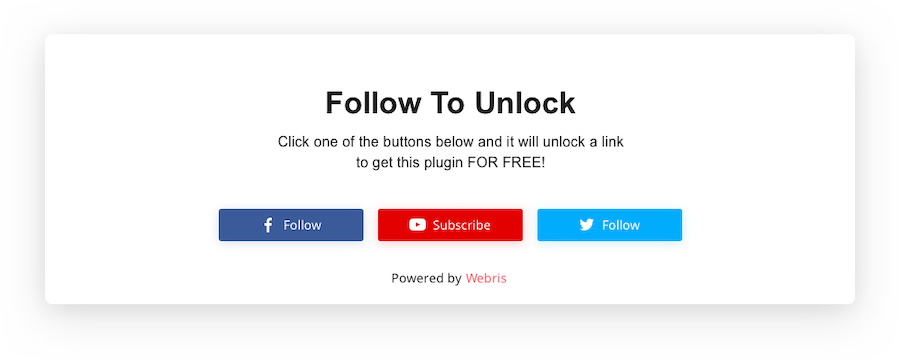 Follow To Unlock
Click one of the buttons below and it will unlock a link
to get this plugin FOR FREE!
Follow
Subscribe
Follow
Powered by Webris